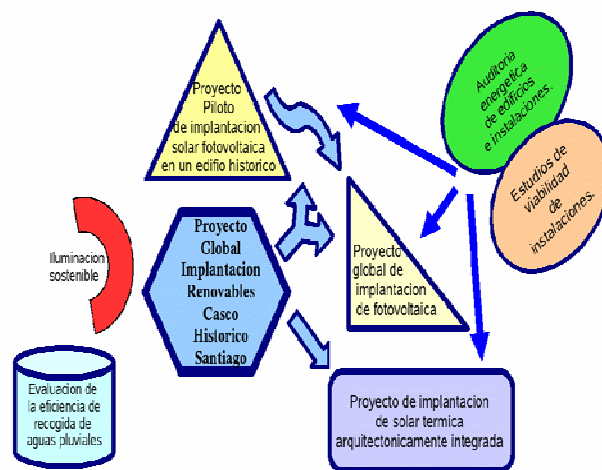 Proyecto
Piloto
de implantacion
solar fotovoltaica
en un edifio historico
Auditoria
energetica
de edificios
e instalaciones.
Estudios de
viabilidad
de
instalaciones.
Iluminacion
sostenible
Proyecto
Global
Implantacion
Renovables
Casco
Historico
Santiago
Proyecto
global de
implantacion
de fotovoltaica
Evaluacion de
la eficiencia de
recogida de
aguas pluviales
Proyecto de implantacion
de solar termica
arquitectonicamente integrada